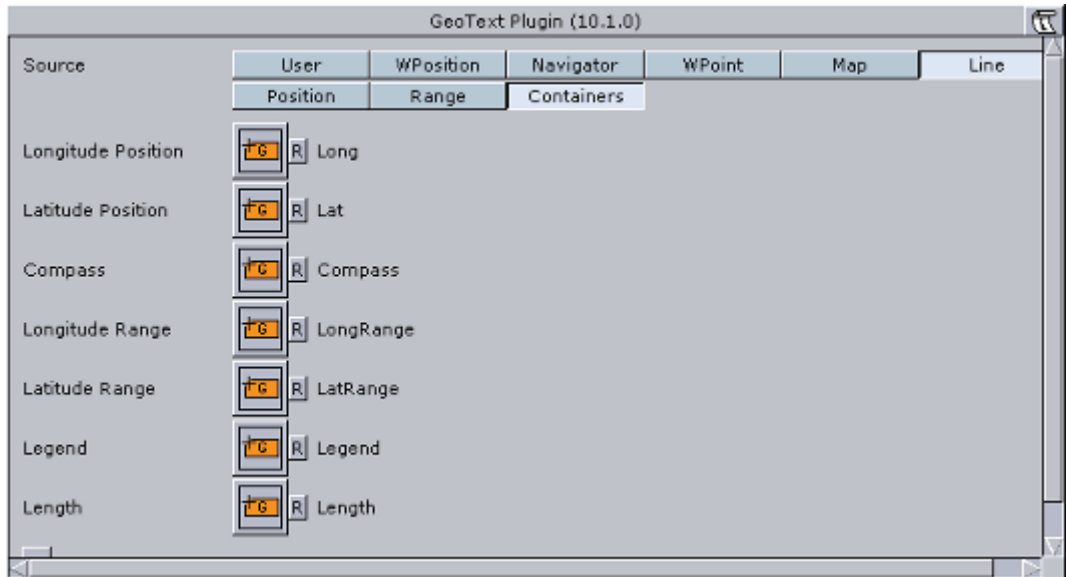 GeoText Plugin (10.1.0)
Source User WPosition Navigator WPoint Map Line
Position Range Containers
Longitude Position G R Long
Latitude Position G R Lat
Compass G R Compass
Longitude Range G R LongRange
Latitude Range G R LatRange
Legend G R Legend
Length G R Length